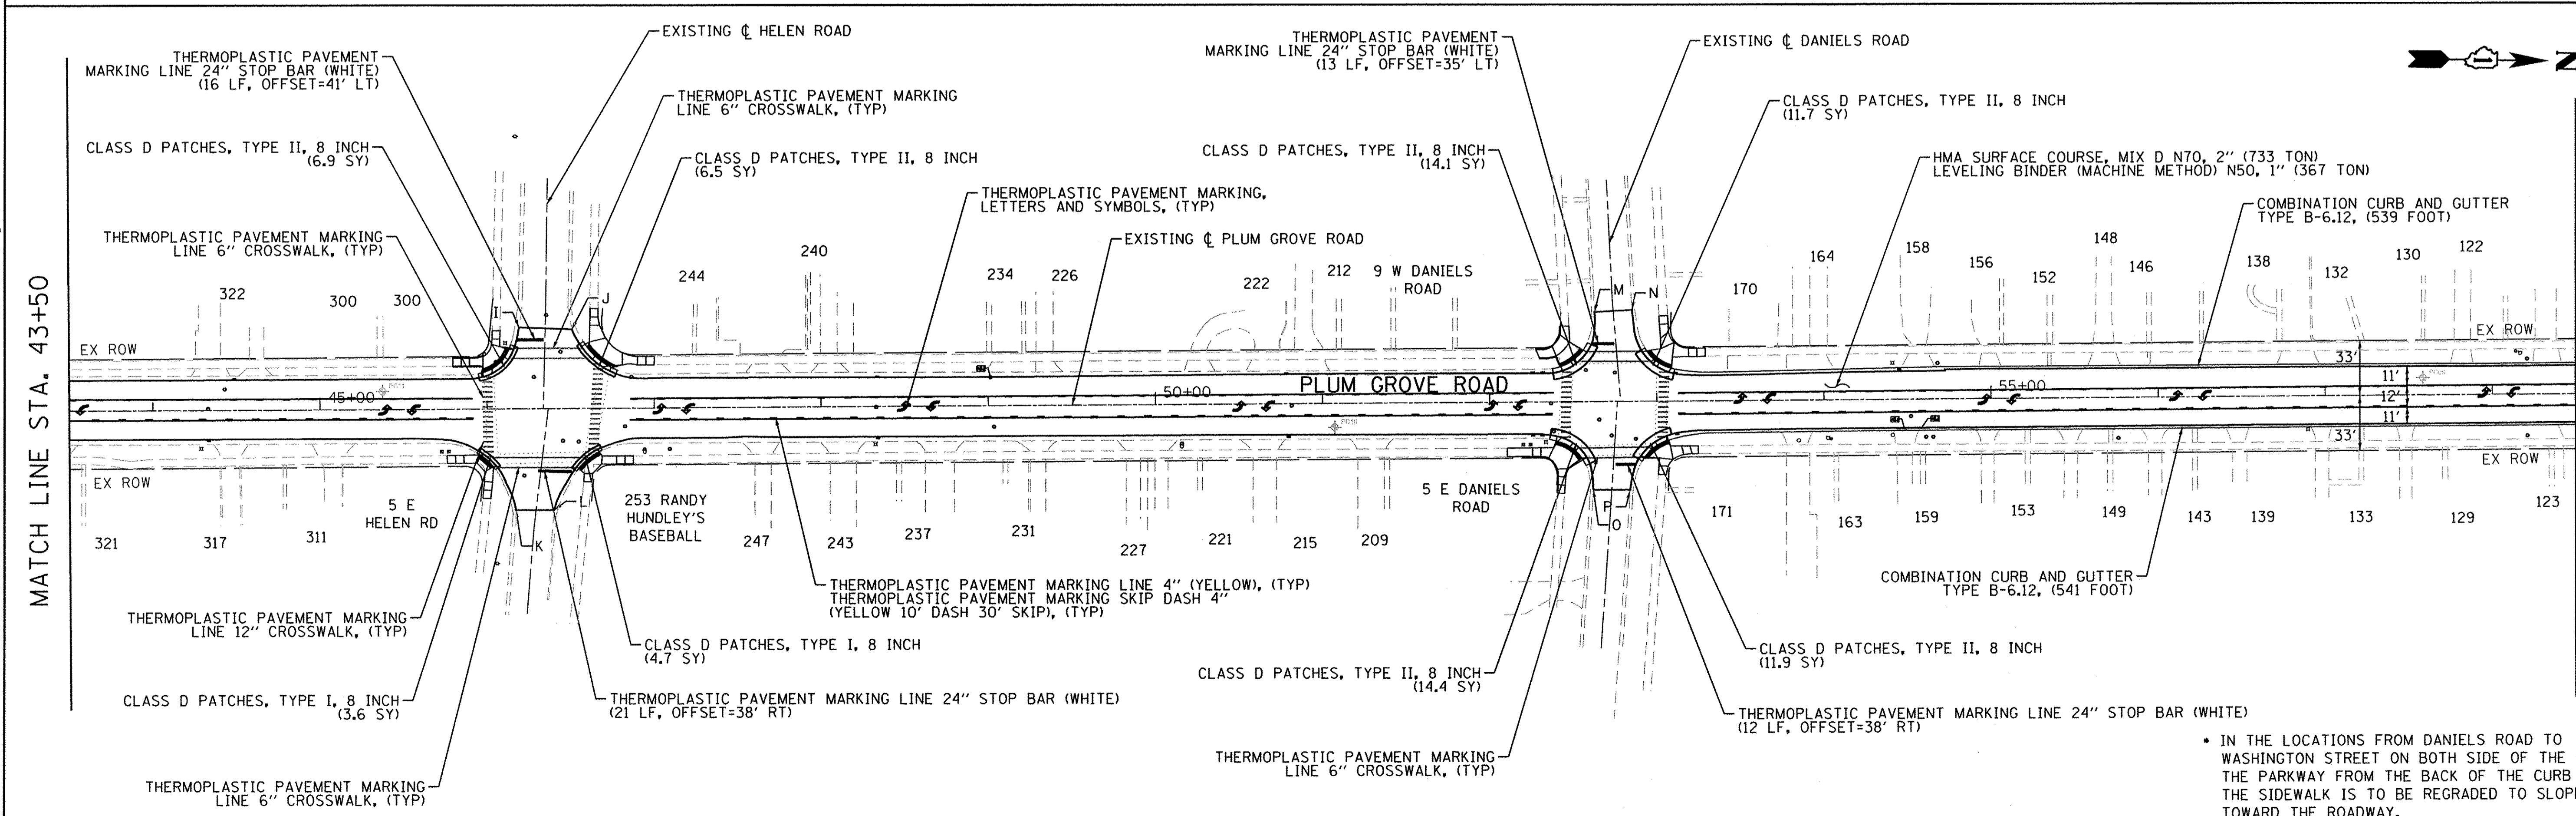 EXISTING ℄ HELEN ROAD
THERMOPLASTIC PAVEMENT
MARKING LINE 24" STOP BAR (WHITE)
(16 LF, OFFSET=41' LT)
THERMOPLASTIC PAVEMENT MARKING
LINE 6" CROSSWALK, (TYP)
CLASS D PATCHES, TYPE II, 8 INCH
(6.9 SY)
CLASS D PATCHES, TYPE II, 8 INCH
(6.5 SY)
THERMOPLASTIC PAVEMENT MARKING,
LETTERS AND SYMBOLS, (TYP)
THERMOPLASTIC PAVEMENT MARKING
LINE 6" CROSSWALK, (TYP)
EXISTING ℄ PLUM GROVE ROAD
THERMOPLASTIC PAVEMENT
MARKING LINE 24" STOP BAR (WHITE)
(13 LF, OFFSET=35' LT)
EXISTING ℄ DANIELS ROAD
CLASS D PATCHES, TYPE II, 8 INCH
(11.7 SY)
CLASS D PATCHES, TYPE II, 8 INCH
(14.1 SY)
HMA SURFACE COURSE, MIX D N70, 2" (733 TON)
LEVELING BINDER (MACHINE METHOD) N50, 1" (367 TON)
COMBINATION CURB AND GUTTER
TYPE B-6.12, (539 FOOT)
N
MATCH LINE STA. 43+50
322
300
300
I
J
244
240
234
226
222
212
9 W DANIELS
ROAD
M
N
170
164
158
156
152
148
146
138
132
130
122
EX ROW
EX ROW
33'
11'
12'
11'
33'
45+00
50+00
PLUM GROVE ROAD
55+00
PG11
PG10
EX ROW
EX ROW
321
317
311
5 E
HELEN RD
K
L
253 RANDY
HUNDLEY'S
BASEBALL
247
243
237
231
227
221
215
209
5 E DANIELS
ROAD
P
O
171
163
159
153
149
143
139
133
129
123
THERMOPLASTIC PAVEMENT MARKING LINE 4" (YELLOW), (TYP)
THERMOPLASTIC PAVEMENT MARKING SKIP DASH 4"
(YELLOW 10' DASH 30' SKIP), (TYP)
COMBINATION CURB AND GUTTER
TYPE B-6.12, (541 FOOT)
THERMOPLASTIC PAVEMENT MARKING
LINE 12" CROSSWALK, (TYP)
CLASS D PATCHES, TYPE I, 8 INCH
(4.7 SY)
CLASS D PATCHES, TYPE I, 8 INCH
(3.6 SY)
THERMOPLASTIC PAVEMENT MARKING LINE 24" STOP BAR (WHITE)
(21 LF, OFFSET=38' RT)
THERMOPLASTIC PAVEMENT MARKING
LINE 6" CROSSWALK, (TYP)
CLASS D PATCHES, TYPE II, 8 INCH
(14.4 SY)
CLASS D PATCHES, TYPE II, 8 INCH
(11.9 SY)
THERMOPLASTIC PAVEMENT MARKING LINE 24" STOP BAR (WHITE)
(12 LF, OFFSET=38' RT)
THERMOPLASTIC PAVEMENT MARKING
LINE 6" CROSSWALK, (TYP)
* IN THE LOCATIONS FROM DANIELS ROAD TO
WASHINGTON STREET ON BOTH SIDE OF THE
THE PARKWAY FROM THE BACK OF THE CURB
THE SIDEWALK IS TO BE REGRADED TO SLOPE
TOWARD THE ROADWAY.